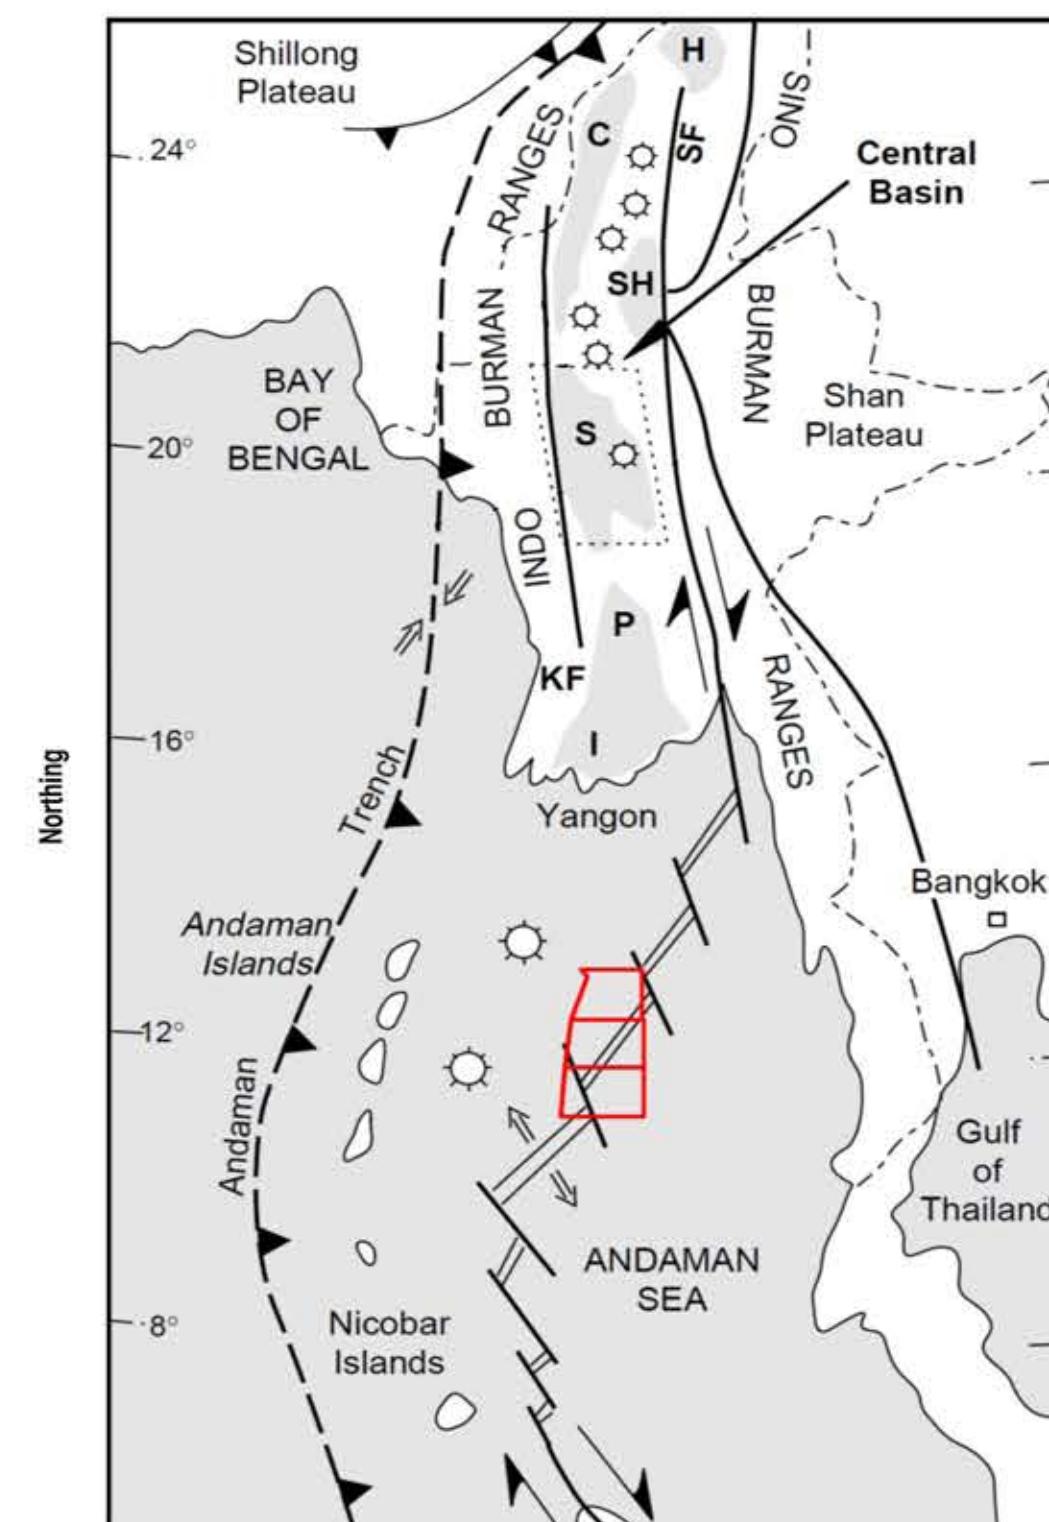 Shillong
Plateau
H
SINO
RANGES
C
SF
24°
Central
Basin
SH
BURMAN
BURMAN
BAY
OF
BENGAL
Shan
Plateau
S
20°
INDO
P
KF
RANGES
16°
I
Trench
Northing
Yangon
Bangkok
Andaman
Islands
12°
Andaman
Gulf
of
Thailand
ANDAMAN
SEA
8°
Nicobar
Islands